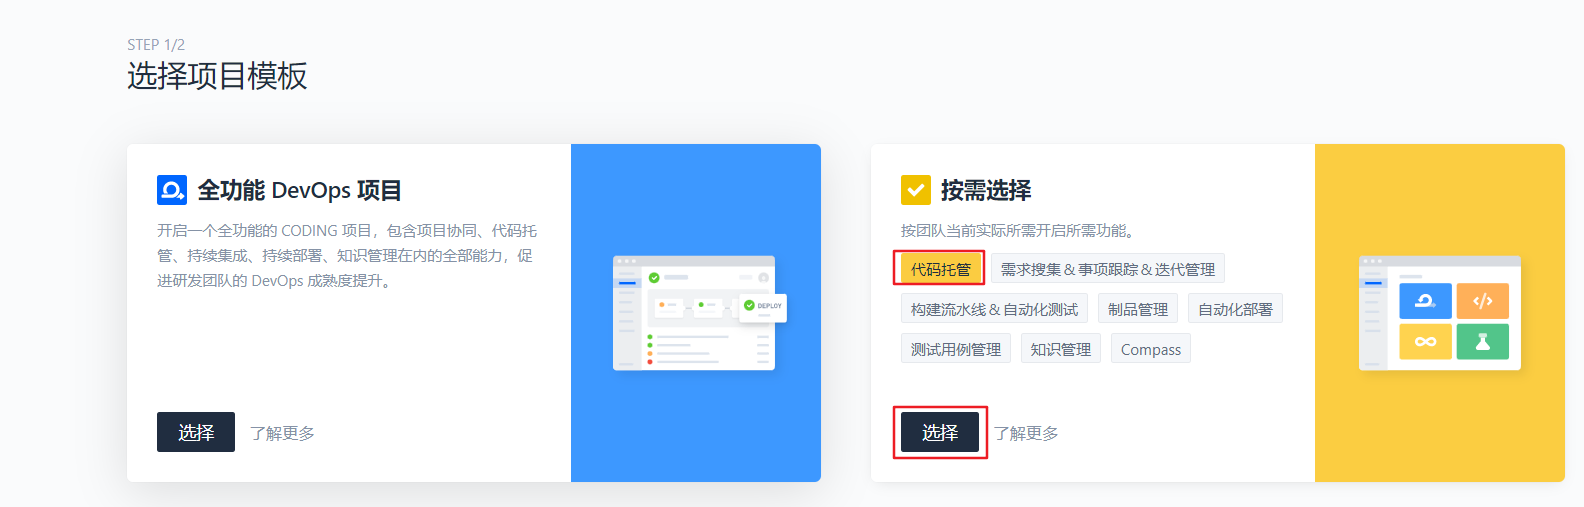 STEP 1/2
选择项目模板
全功能 DevOps 项目
开启一个全功能的 CODING 项目，包含项目协同、代码托
管、持续集成、持续部署、知识管理在内的全部能力，促
进研发团队的 DevOps 成熟度提升。
DEPLOY
选择 了解更多
按需选择
按团队当前实际所需开启所需功能。
代码托管 需求搜集＆事项跟踪＆迭代管理
构建流水线＆自动化测试 制品管理 自动化部署
测试用例管理 知识管理 Compass
选择 了解更多